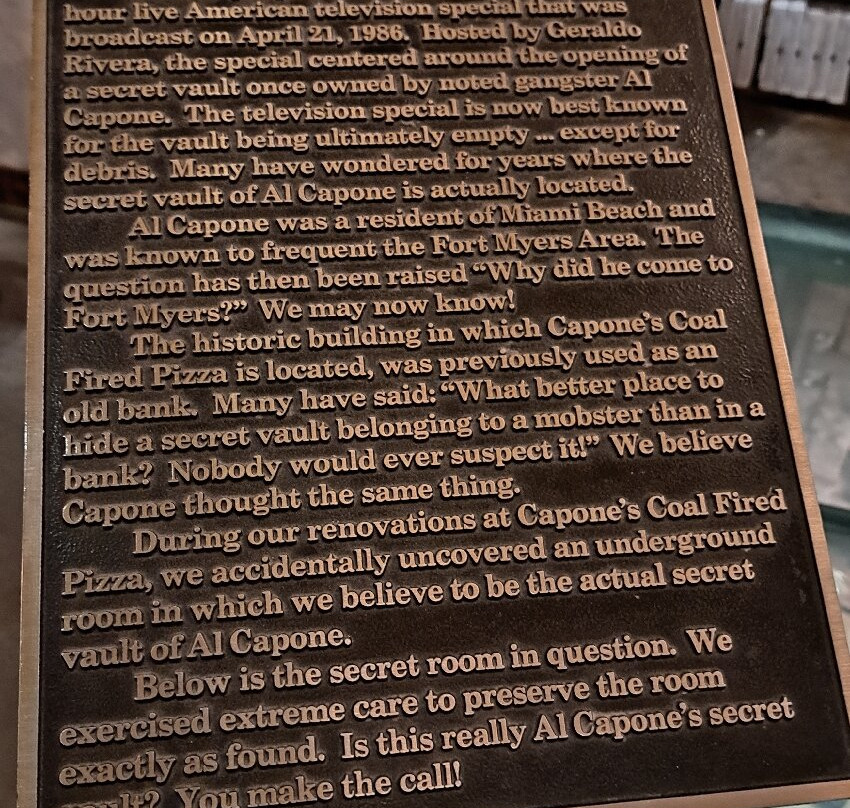 hour live American television special that was
broadcast on April 21, 1986. Hosted by Geraldo
Rivera, the special centered around the opening of
a secret vault once owned by noted gangster Al
Capone. The television special is now best known
for the vault being ultimately empty ... except for
debris. Many have wondered for years where the
secret vault of Al Capone is actually located.
Al Capone was a resident of Miami Beach and
was known to frequent the Fort Myers Area. The
question has then been raised “Why did he come to
Fort Myers?” We may now know!
The historic building in which Capone’s Coal
Fired Pizza is located, was previously used as an
old bank. Many have said: “What better place to
hide a secret vault belonging to a mobster than in a
bank? Nobody would ever suspect it!” We believe
Capone thought the same thing.
During our renovations at Capone’s Coal Fired
Pizza, we accidentally uncovered an underground
room in which we believe to be the actual secret
vault of Al Capone.
Below is the secret room in question. We
exercised extreme care to preserve the room
exactly as found. Is this really Al Capone’s secret
vault? You make the call!